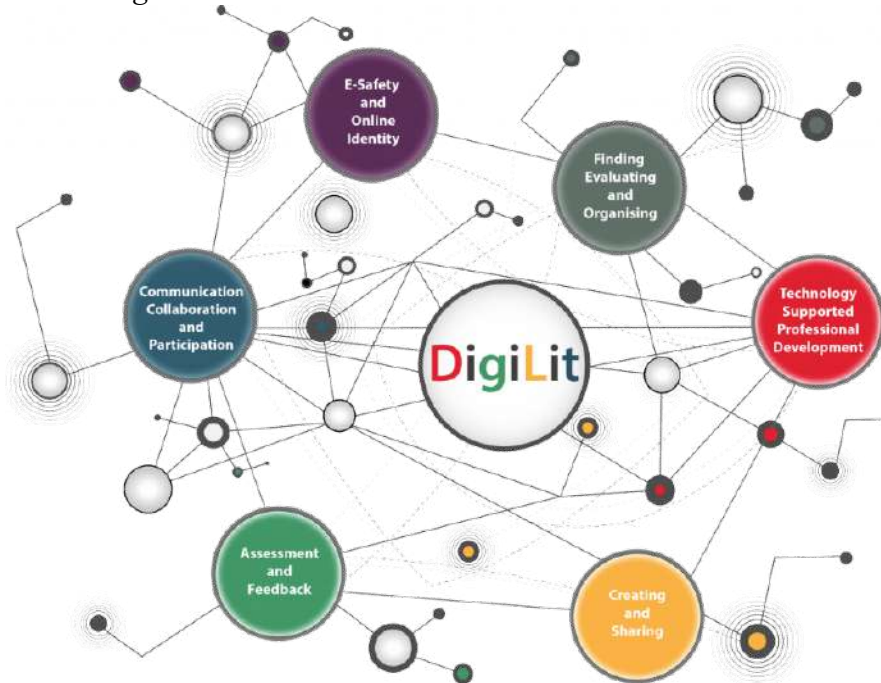 E-Safety
and
Online
Identity
Finding
Evaluating
and
Organising
Communication
Collaboration
and
Participation
Technology
Supported
Professional
Development
DigiLit
Assessment
and
Feedback
Creating
and
Sharing